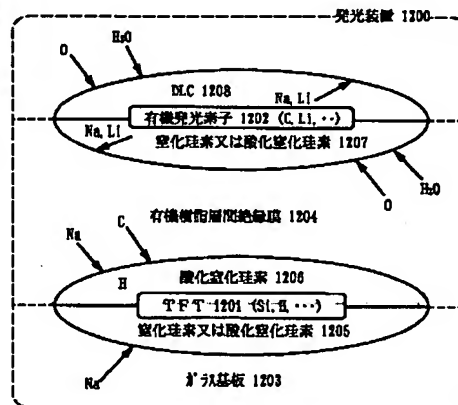 発光装置 1200
H₂O
O
DLC 1208
Na, Li
有機発光素子 1202 (C, Li, ‥)
Na, Li
窒化珪素又は酸化窒化珪素 1207
H₂O
O
有機樹脂層間絶縁膜 1204
C
Na
酸化窒化珪素 1206
H
TFT 1201 (Si, H, ･･･)
窒化珪素又は酸化窒化珪素 1205
Na
ガラス基板 1203